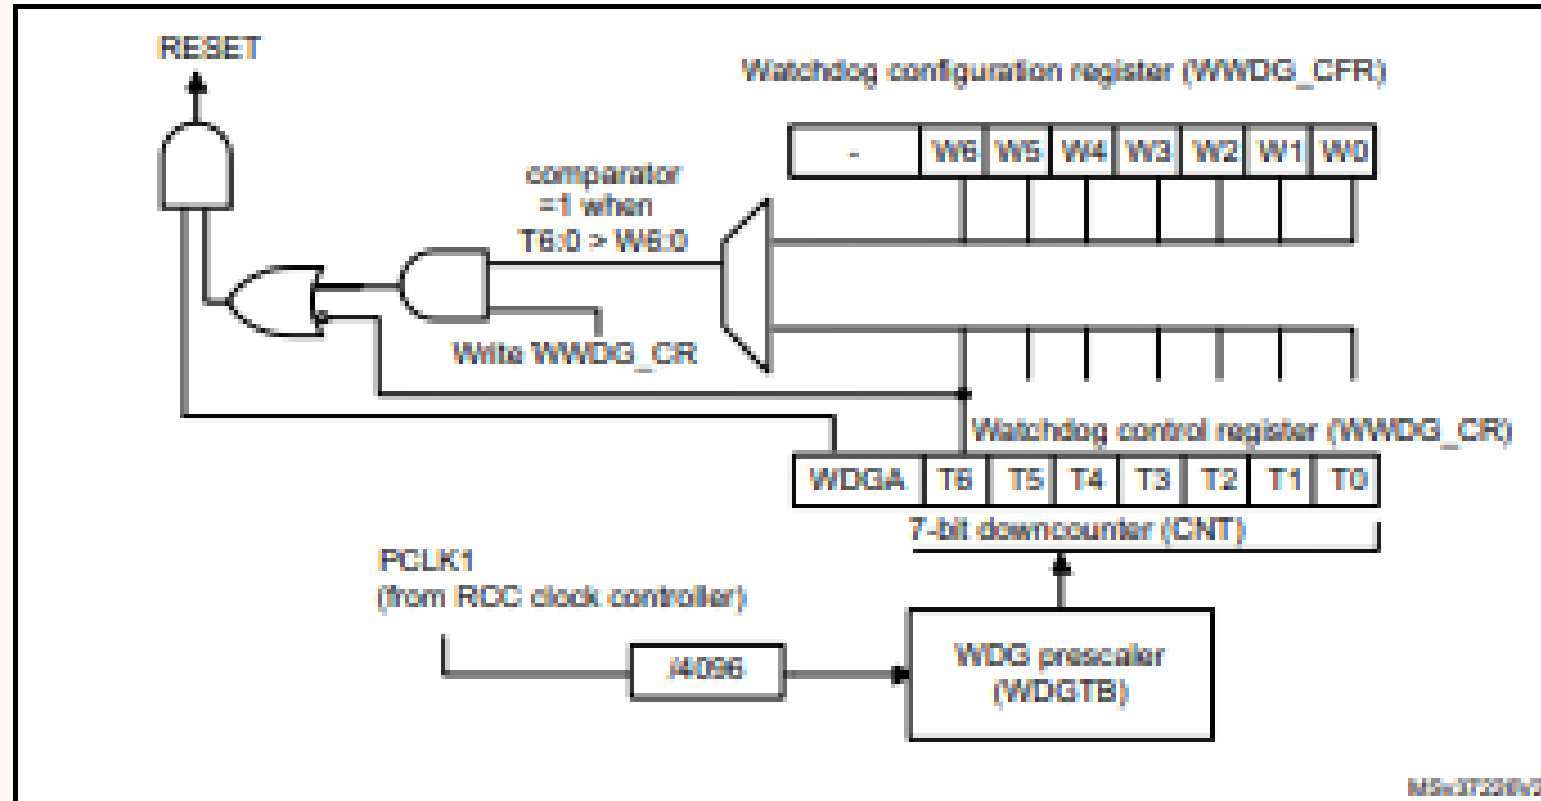 RESET
Watchdog configuration register (WWDG_CFR)
- W6 W5 W4 W3 W2 W1 W0
comparator
=1 when
T6:0 > W6:0
Write WWDG_CR
Watchdog control register (WWDG_CR)
WDGA T6 T5 T4 T3 T2 T1 T0
7-bit downcounter (CNT)
PCLK1
(from RCC clock controller)
/4096
WDG prescaler
(WDGTB)